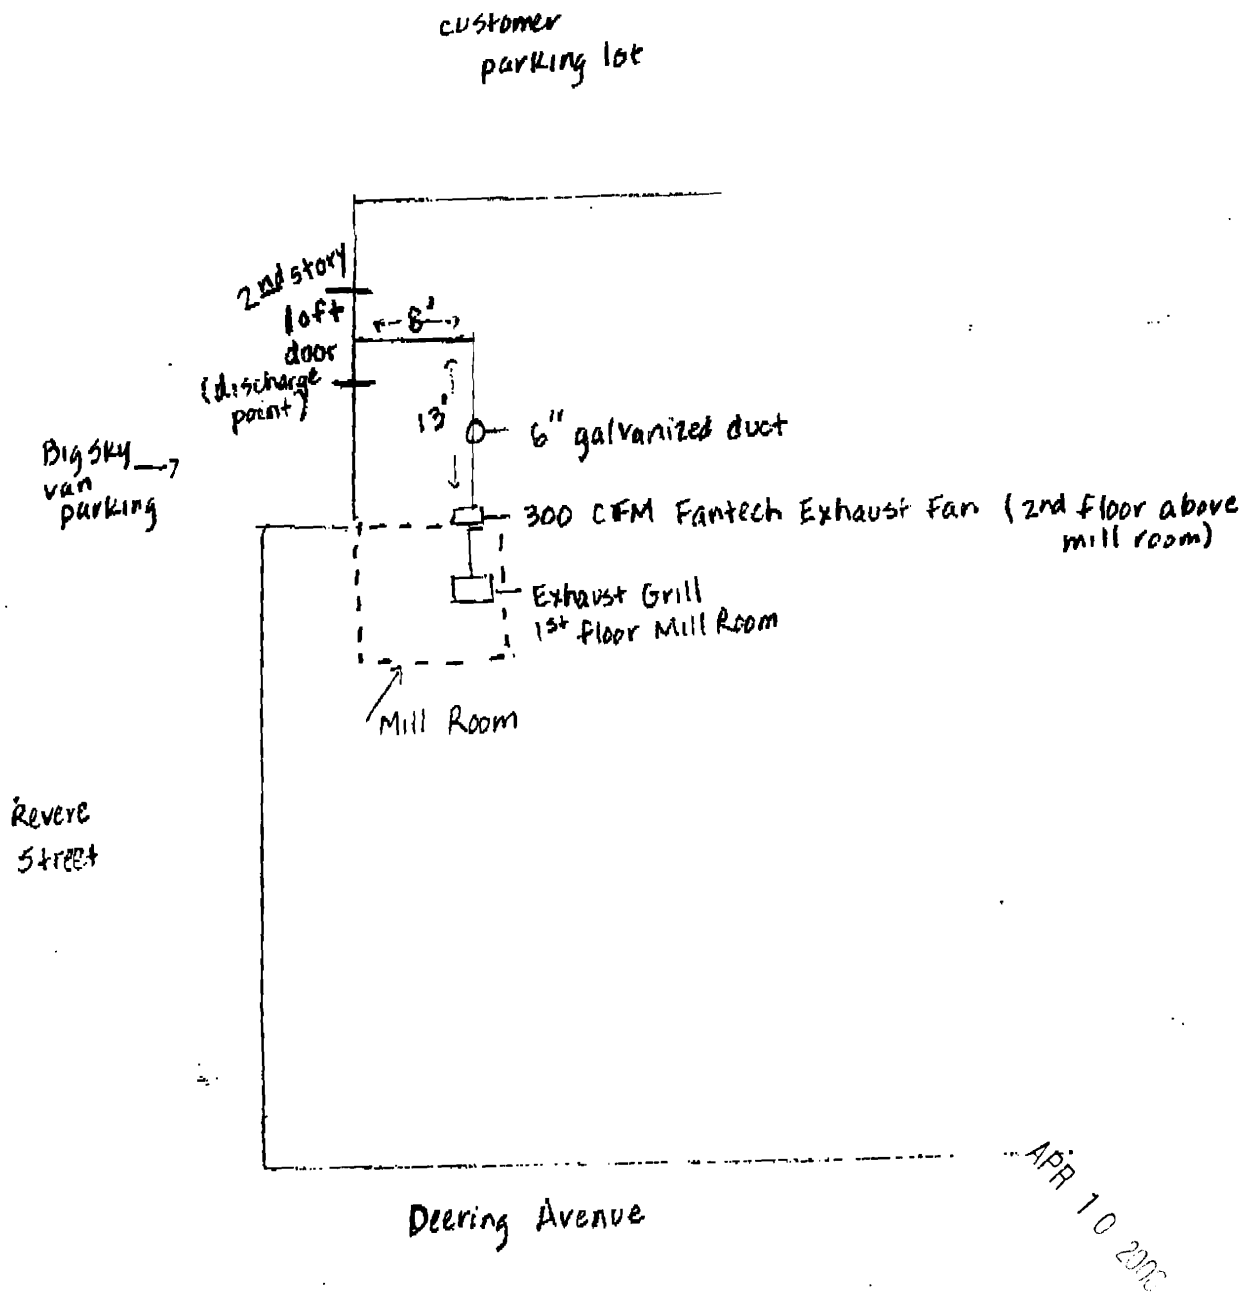 customer
parking lot
2nd story
loft
door
(discharge
point)
8'
13'
6" galvanized duct
Big Sky
van
parking
300 CFM Fantech Exhaust Fan (2nd floor above
mill room)
Exhaust Grill
1st floor Mill Room
Mill Room
Revere
Street
Deering Avenue
APR 10